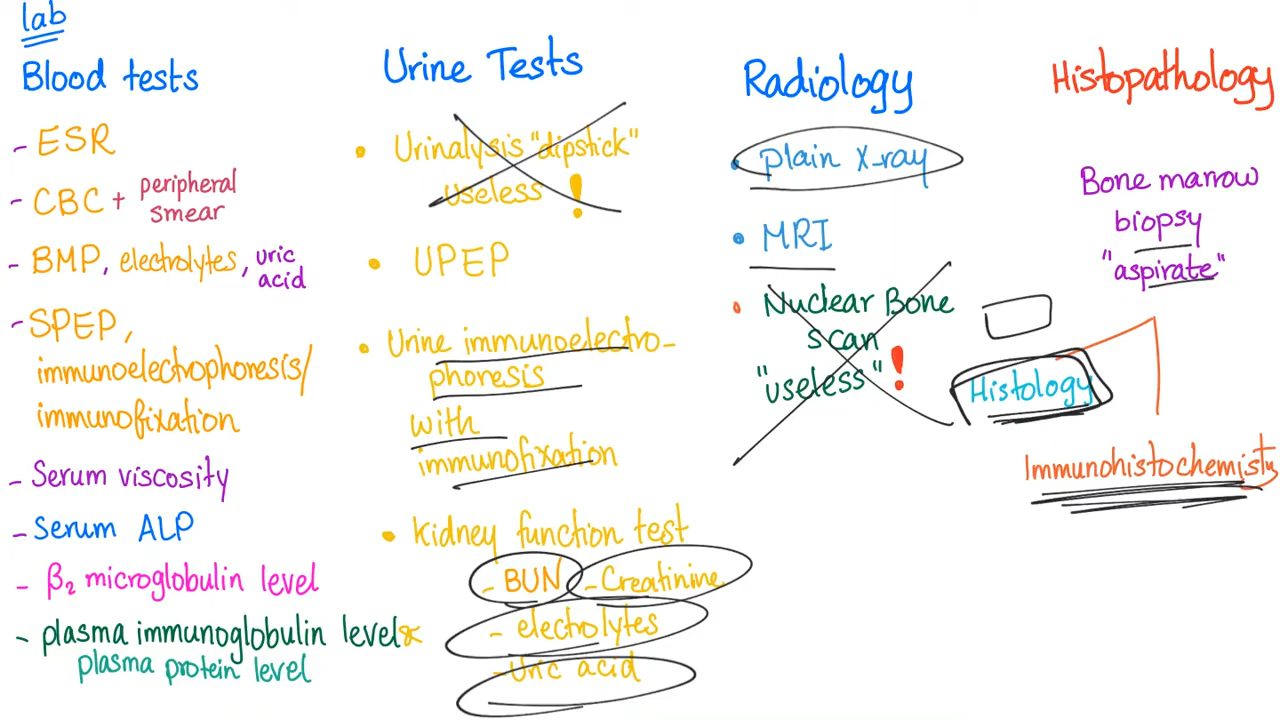 lab
Blood tests
- ESR
- CBC + peripheral
smear
- BMP, electrolytes, uric
acid
- SPEP,
immunoelectrophoresis/
immunofixation
- Serum viscosity
- Serum ALP
- β2 microglobulin level
- plasma immunoglobulin level &
plasma protein level
Urine Tests
• Urinalysis "dipstick"
useless !
• UPEP
• Urine immunoelectro-
phoresis
with
immunofixation
• Kidney function test
- BUN - Creatinine
- electrolytes
- uric acid
Radiology
• plain X-ray
• MRI
• Nuclear Bone
scan
"useless" !
Histopathology
Bone marrow
biopsy
"aspirate"
Histology
Immunohistochemisty